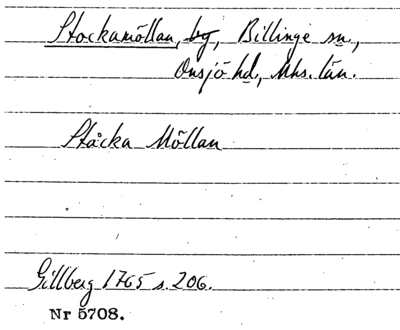 Stockamöllan, by, Billinge sn.,
Onsjö hd., Mhs. län.
Ståcka Möllan
Gillberg 1765 s. 206.
Nr 5708.